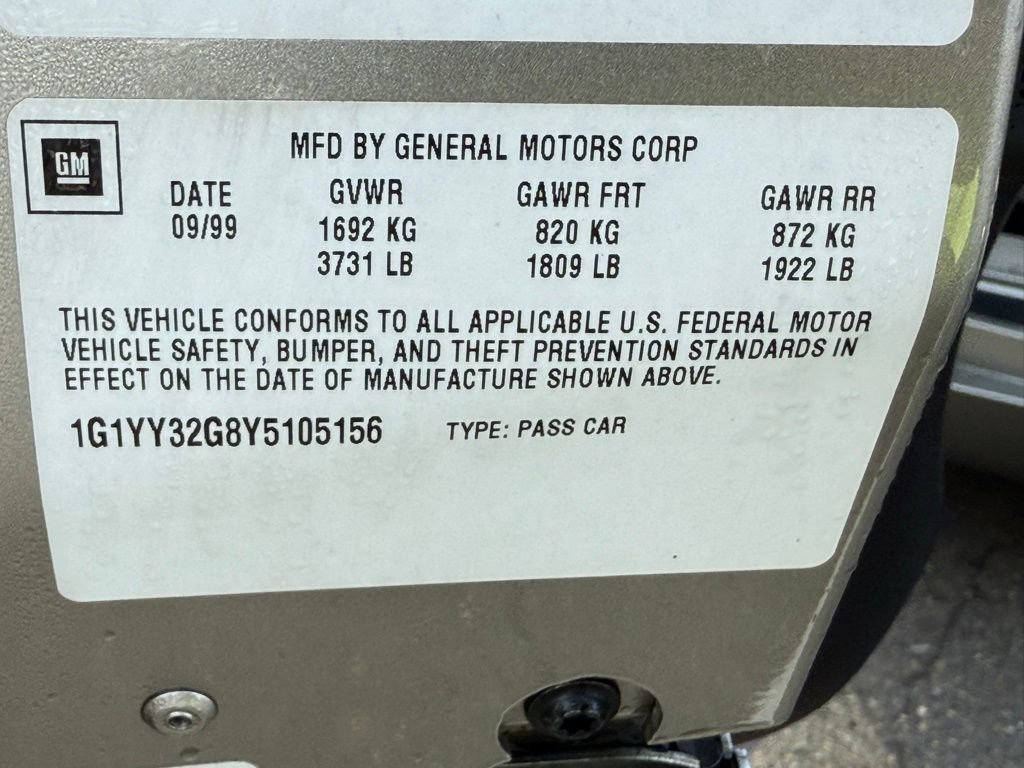 GM
MFD BY GENERAL MOTORS CORP
DATE GVWR GAWR FRT GAWR RR
09/99 1692 KG 820 KG 872 KG
3731 LB 1809 LB 1922 LB
THIS VEHICLE CONFORMS TO ALL APPLICABLE U.S. FEDERAL MOTOR
VEHICLE SAFETY, BUMPER, AND THEFT PREVENTION STANDARDS IN
EFFECT ON THE DATE OF MANUFACTURE SHOWN ABOVE.
1G1YY32G8Y5105156 TYPE: PASS CAR